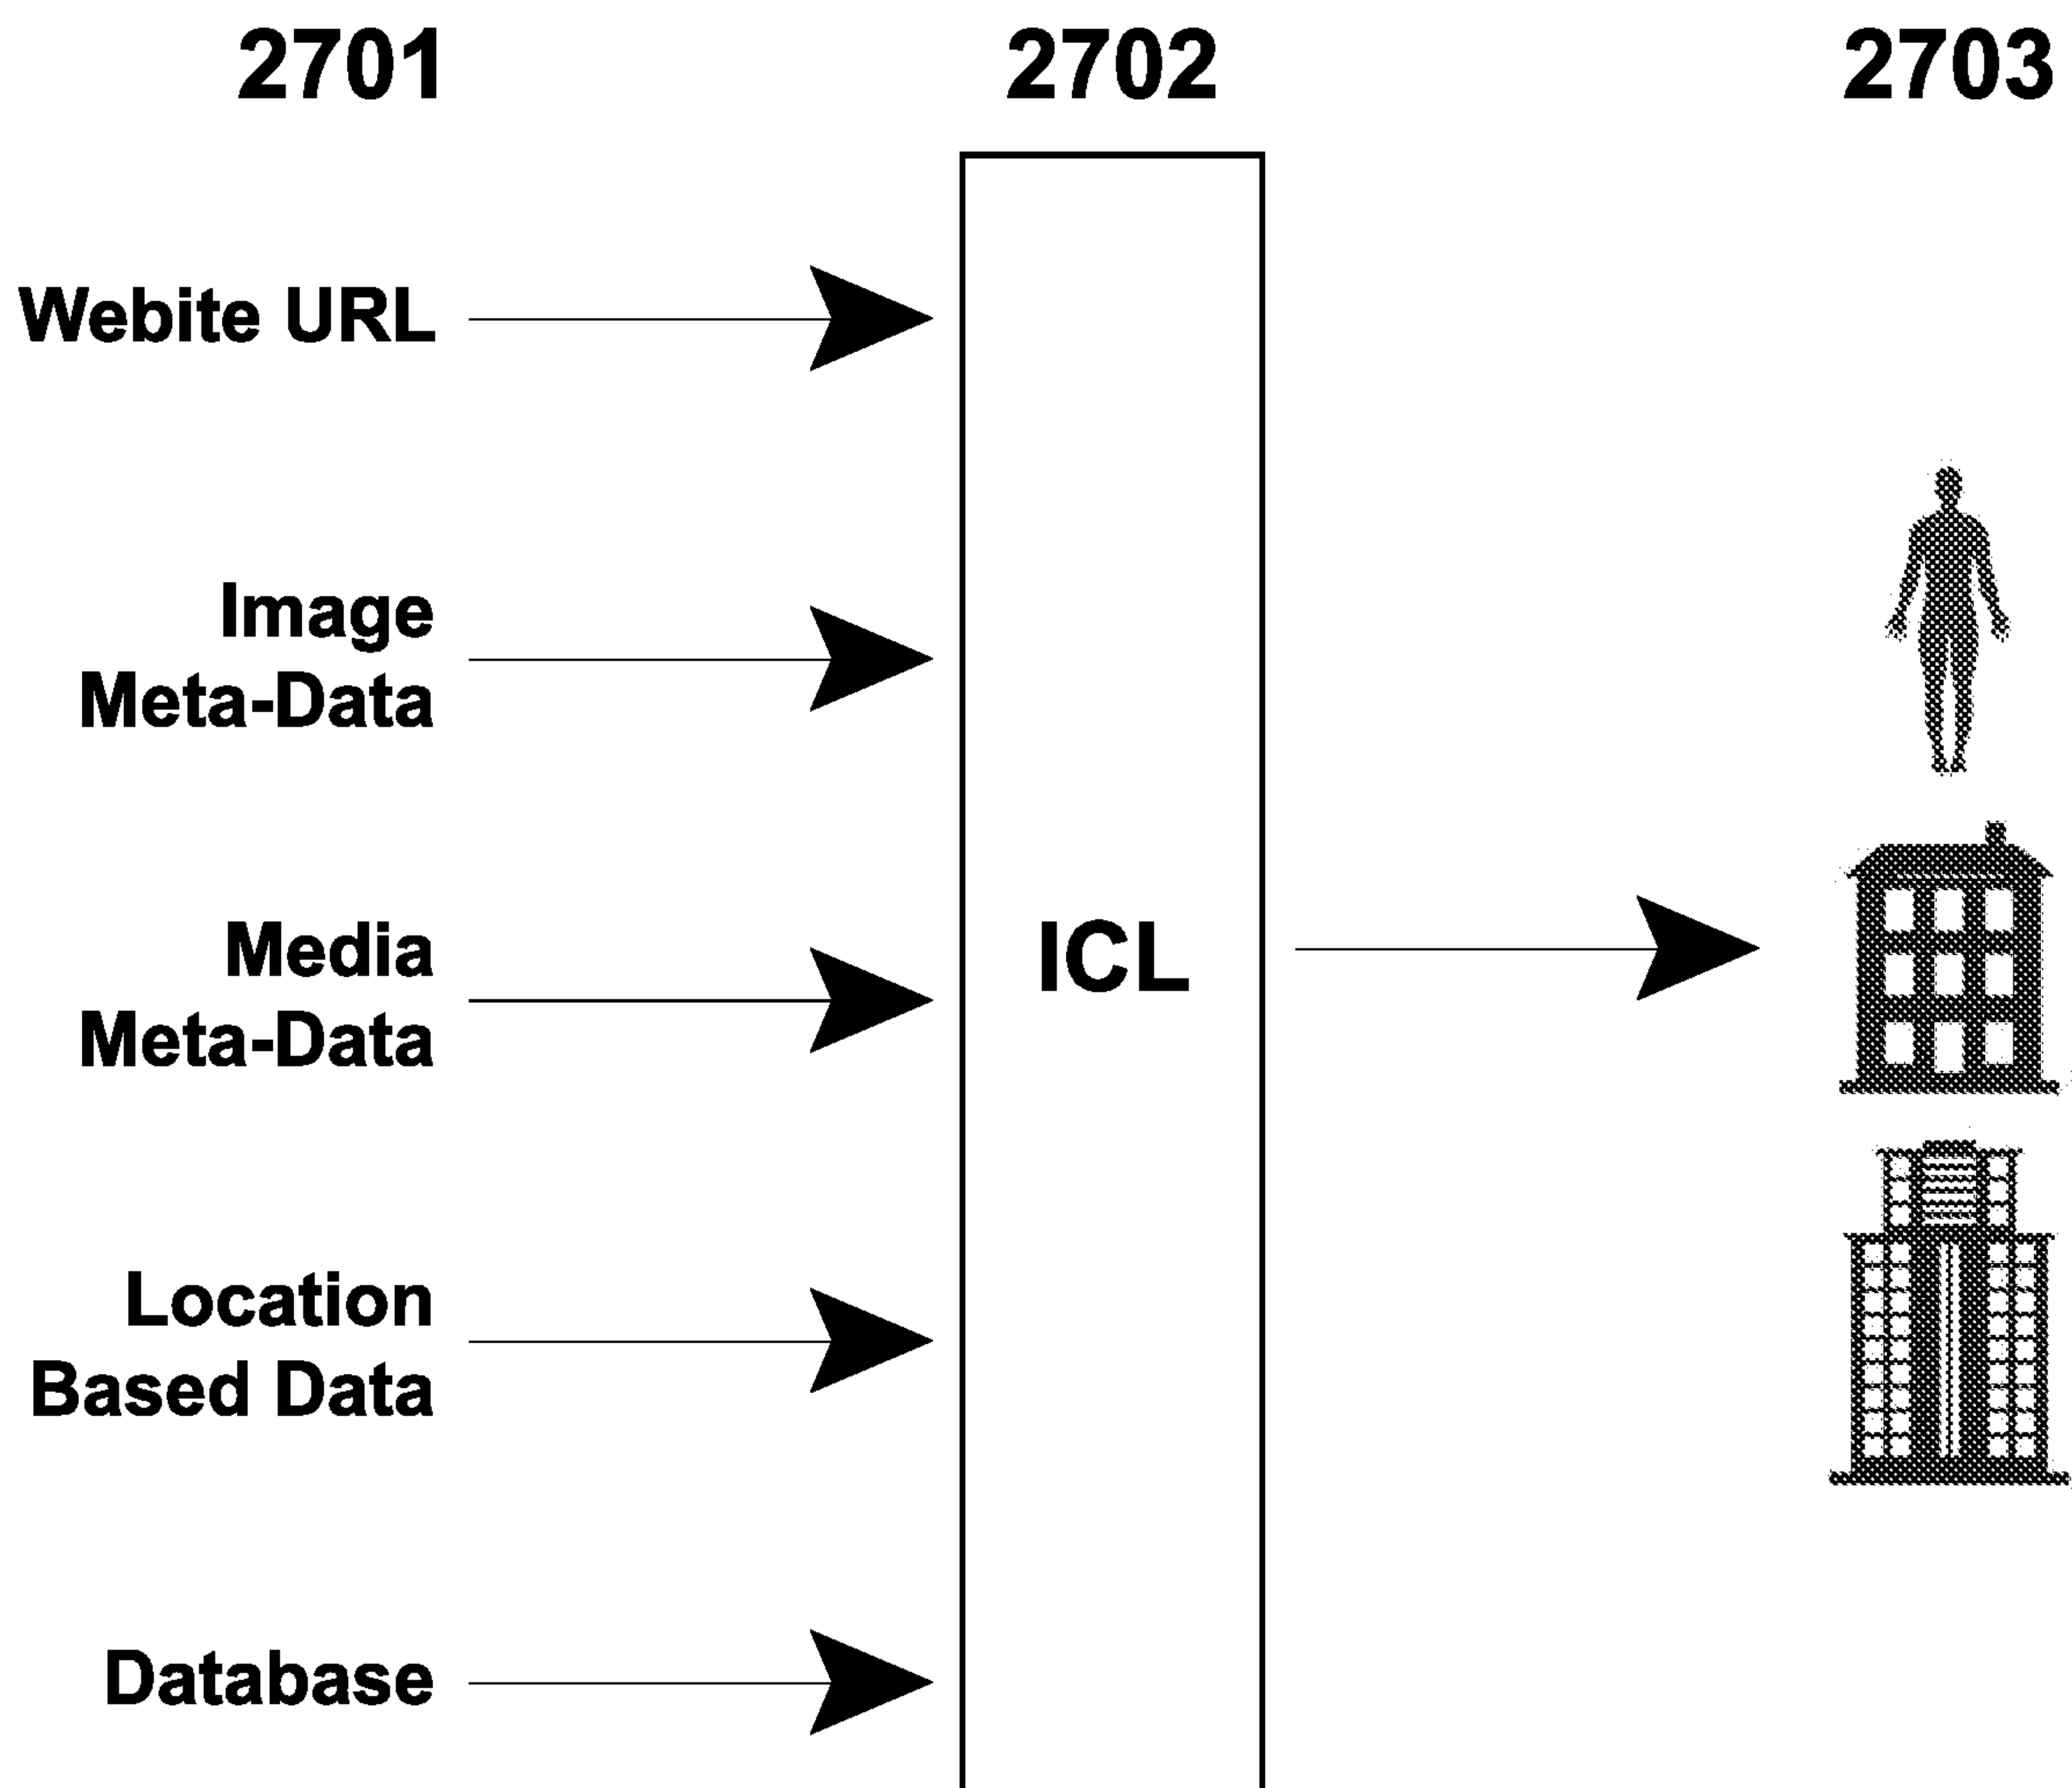 2701 2702 2703
Webite URL
Image
Meta-Data
Media
Meta-Data
ICL
Location
Based Data
Database